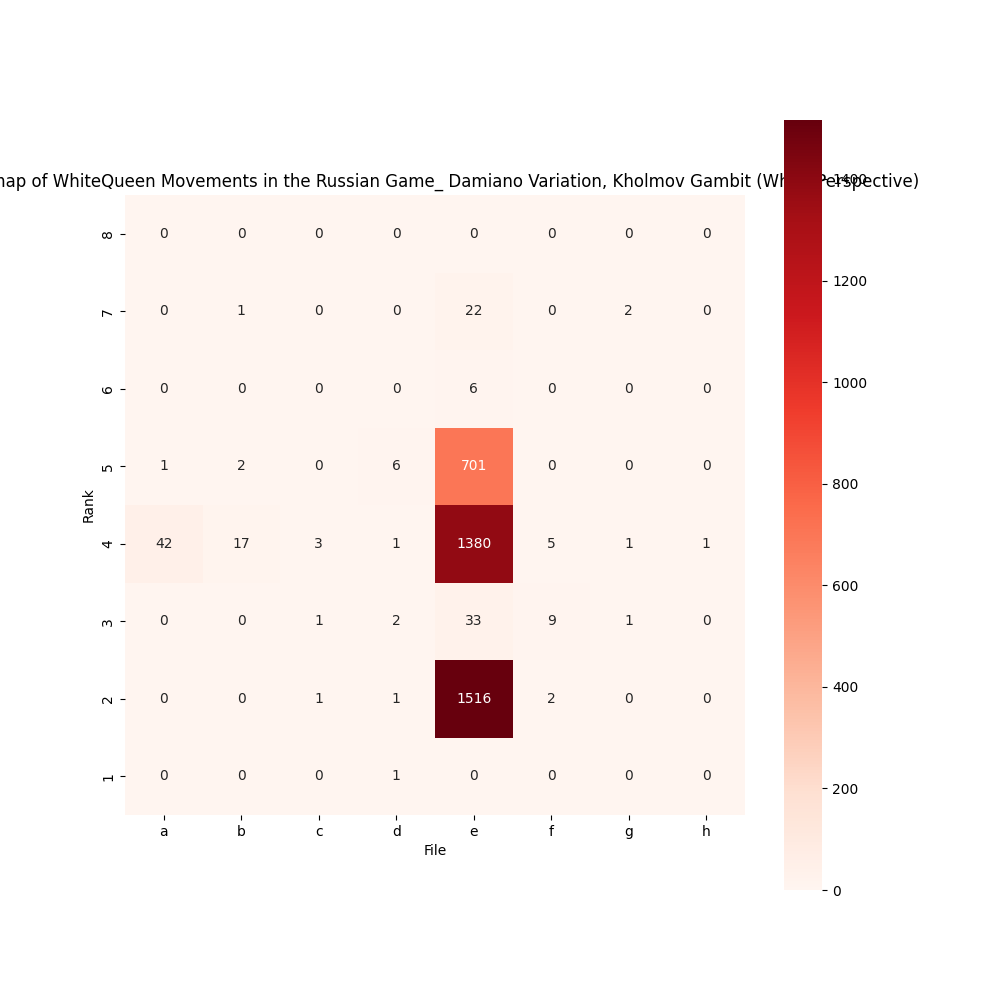 map of WhiteQueen Movements in the Russian Game_ Damiano Variation, Kholmov Gambit (White Perspective)
1400
8 0 0 0 0 0 0 0 0
1200
7 0 1 0 0 22 0 2 0
1000
6 0 0 0 0 6 0 0 0
5 1 2 0 6 701 0 0 0
800
Rank
4 42 17 3 1 1380 5 1 1
600
3 0 0 1 2 33 9 1 0
400
2 0 0 1 1 1516 2 0 0
200
1 0 0 0 1 0 0 0 0
a b c d e f g h
File
0